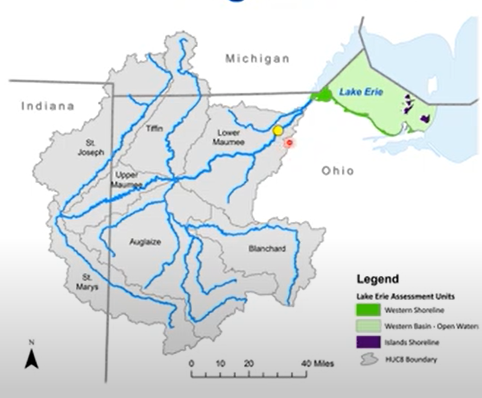 Michigan
Indiana
Lake Erie
St.
Joseph
Tiffin
Lower
Maumee
Ohio
Upper
Maumee
Auglaize
Blanchard
St.
Marys
Legend
Lake Erie Assessment Units
Western Shoreline
Western Basin - Open Waters
Islands Shoreline
HUC8 Boundary
N
0 10 20 40 Miles